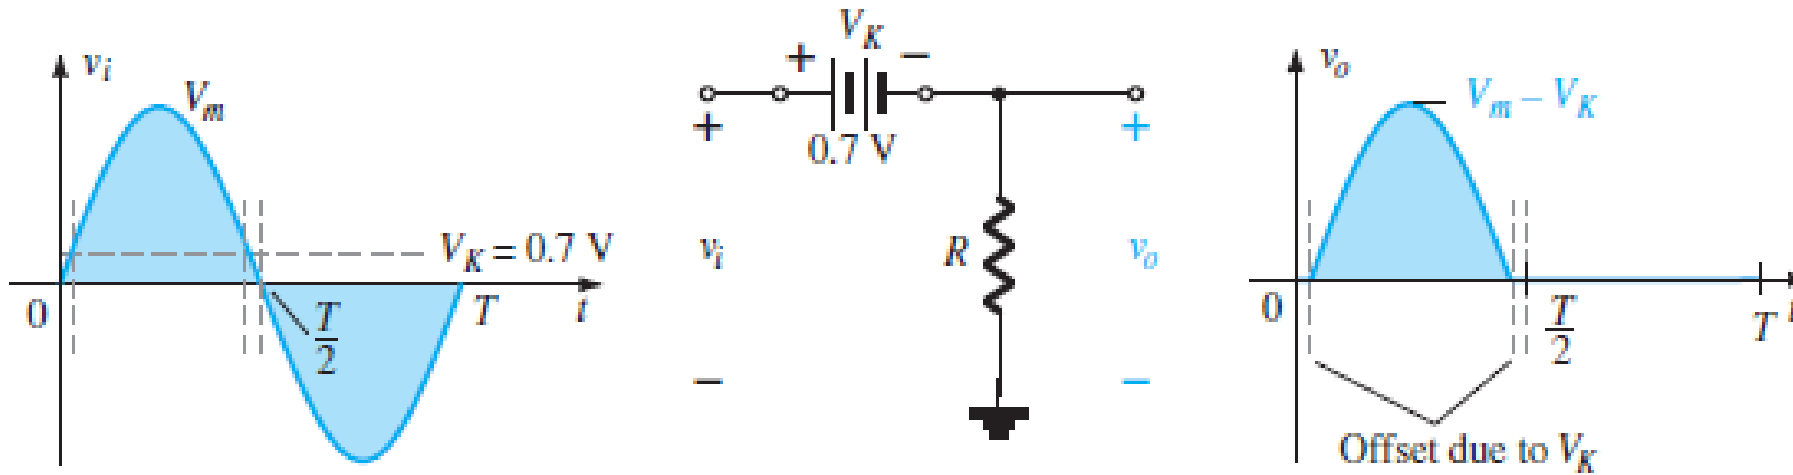 v_i
V_m
V_K = 0.7 V
0
T/2
T
t
V_K
+
−
0.7 V
+
+
v_i
R
v_o
−
−
v_o
V_m − V_K
0
T/2
T
t
Offset due to V_K